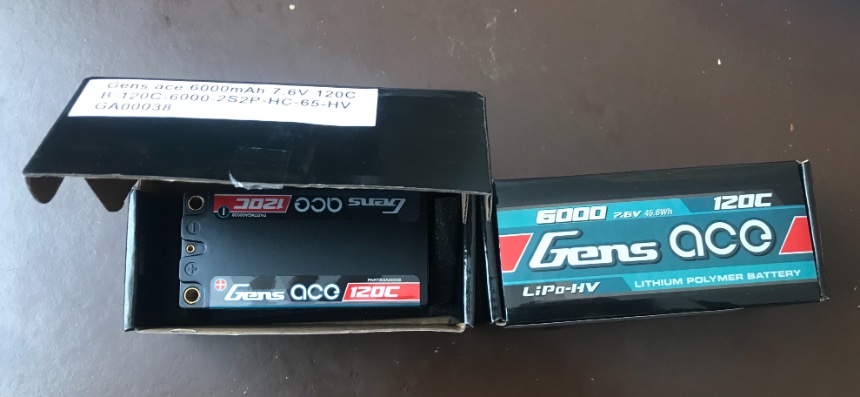 Gens ace 6000mAh 7.6V 120C
B-120C-6000-2S2P-HC-65-HV
GA00038
Gens ace 120C
Gens ace 120C
6000 7.6V 45.6Wh 120C
Gens ace
LITHIUM POLYMER BATTERY
LiPo-HV